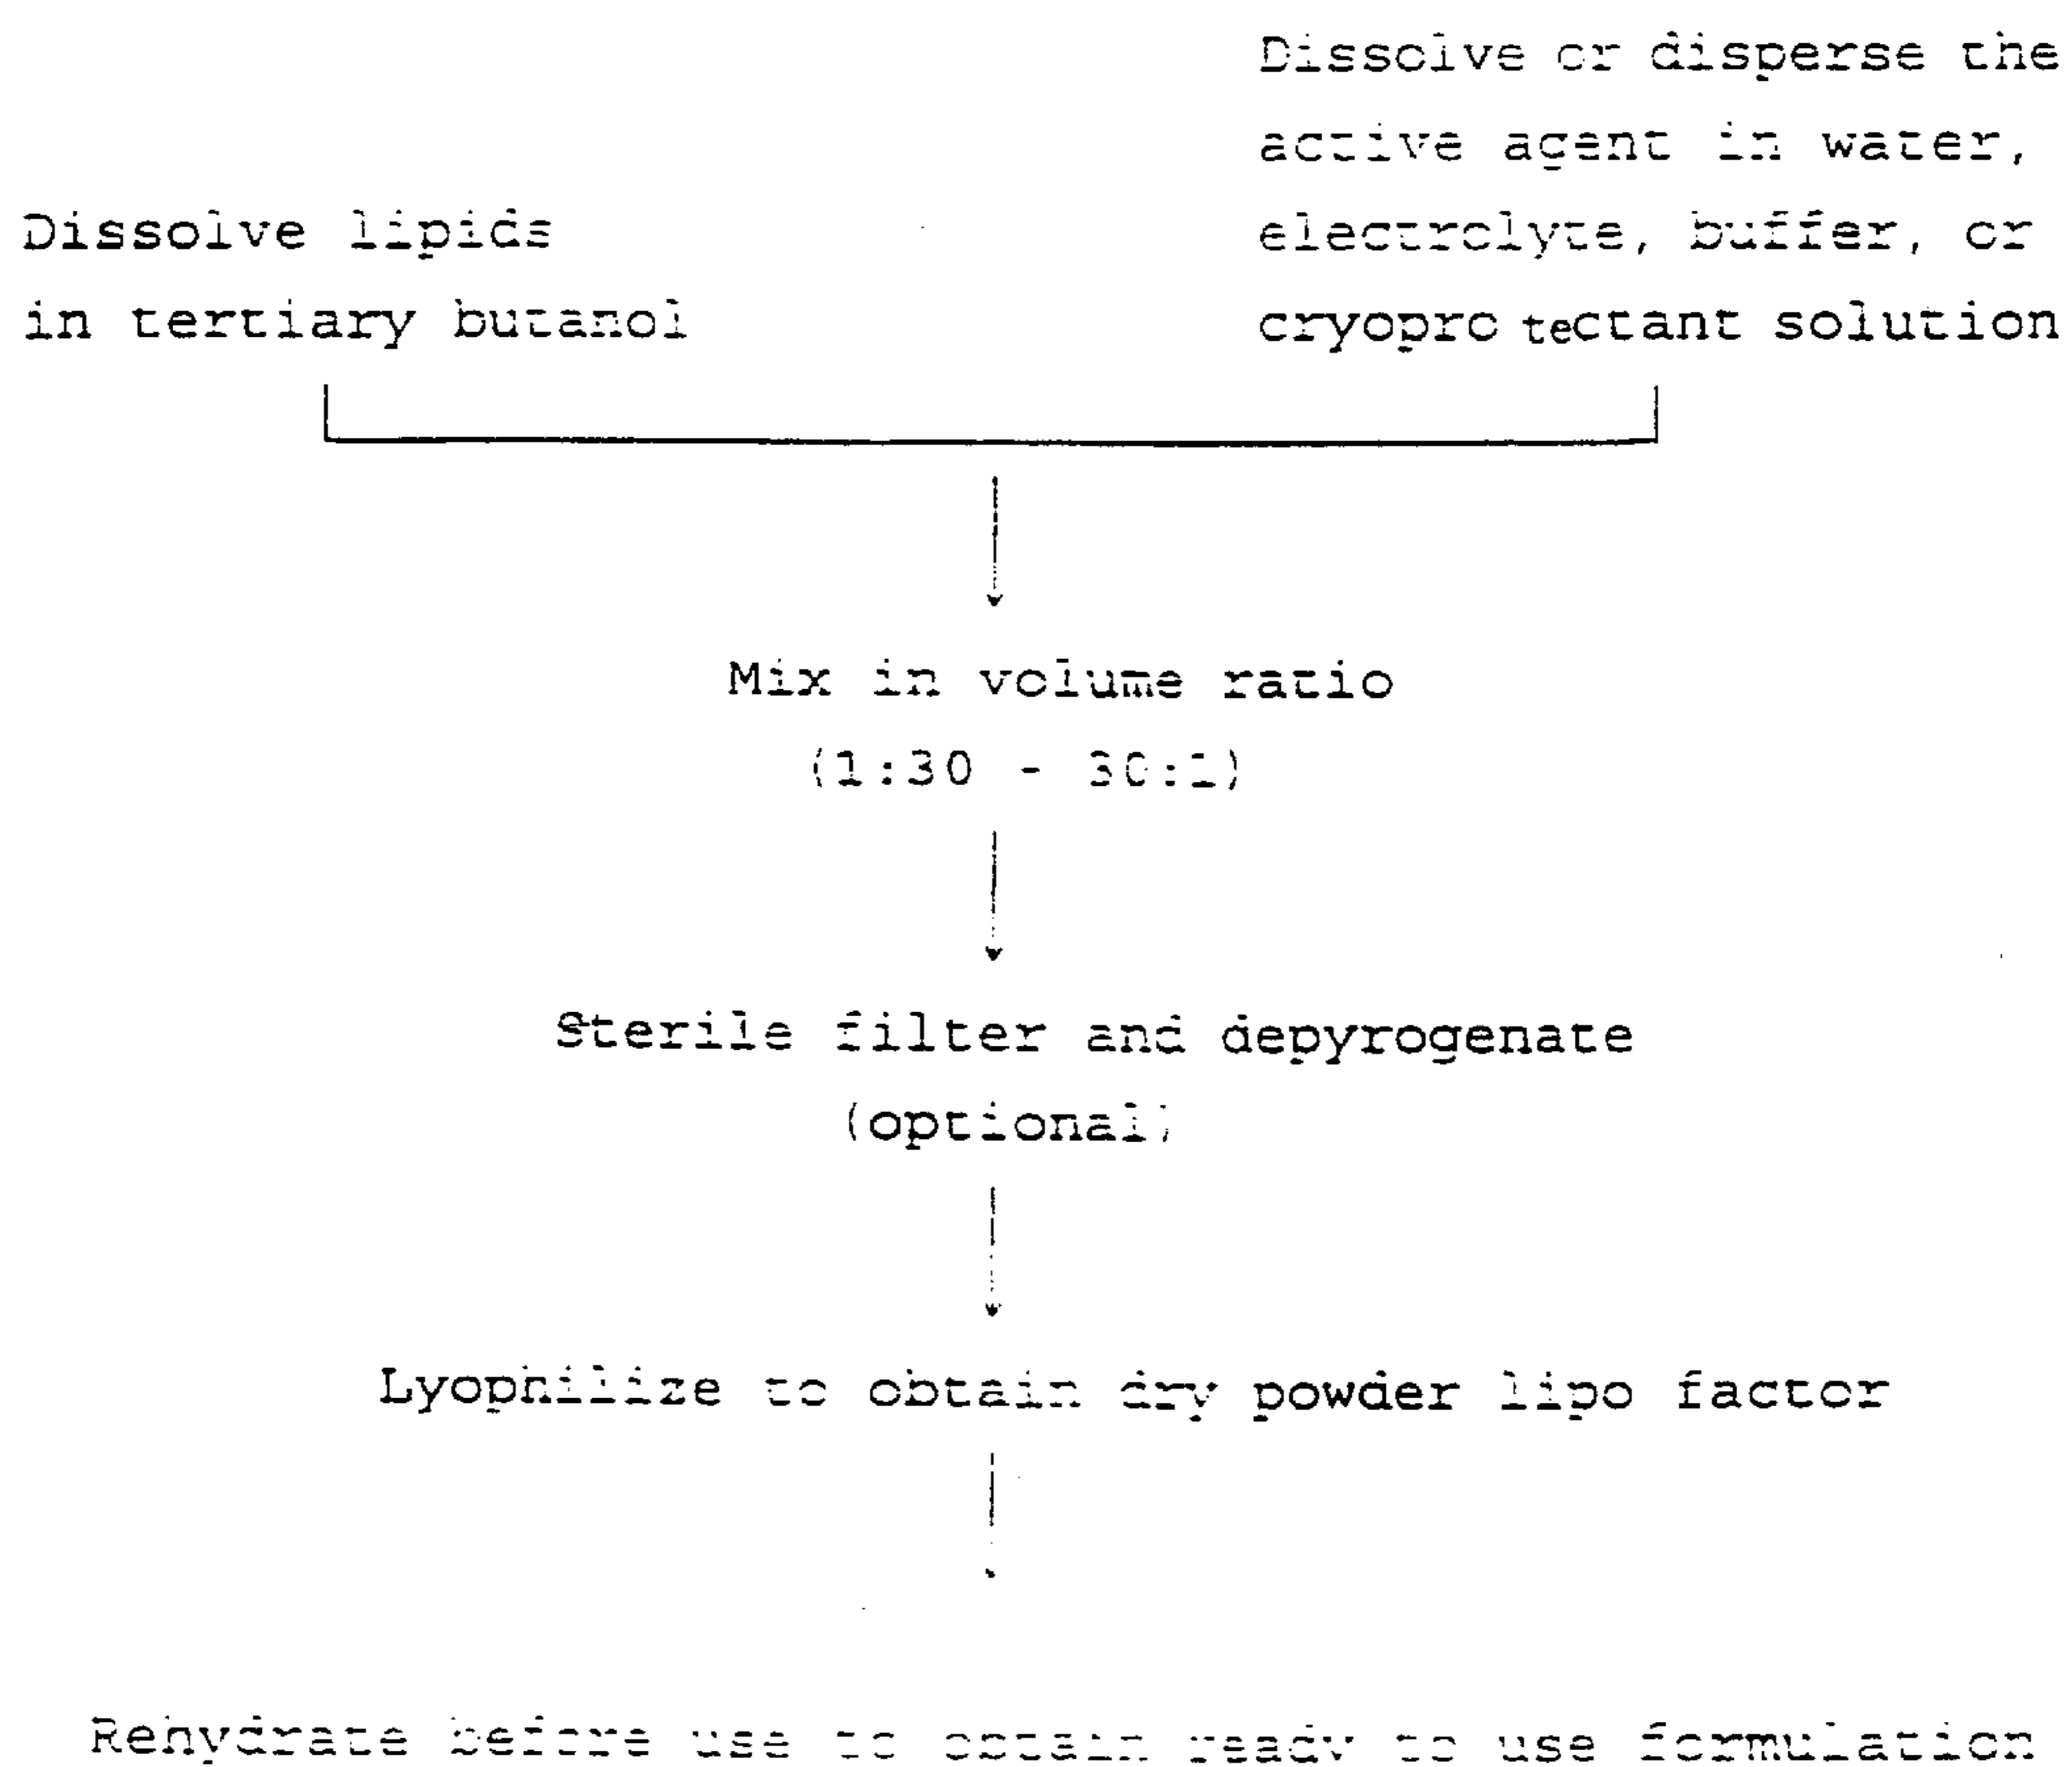 Dissolve lipids
in tertiary butanol
Dissolve or disperse the
active agent in water,
electrolyte, buffer, or
cryopro tectant solution
Mix in volume ratio
(1:30 - 30:1)
Sterile filter and depyrogenate
(optional)
Lyophilize to obtain dry powder lipo factor
Rehydrate before use to obtain ready to use formulation